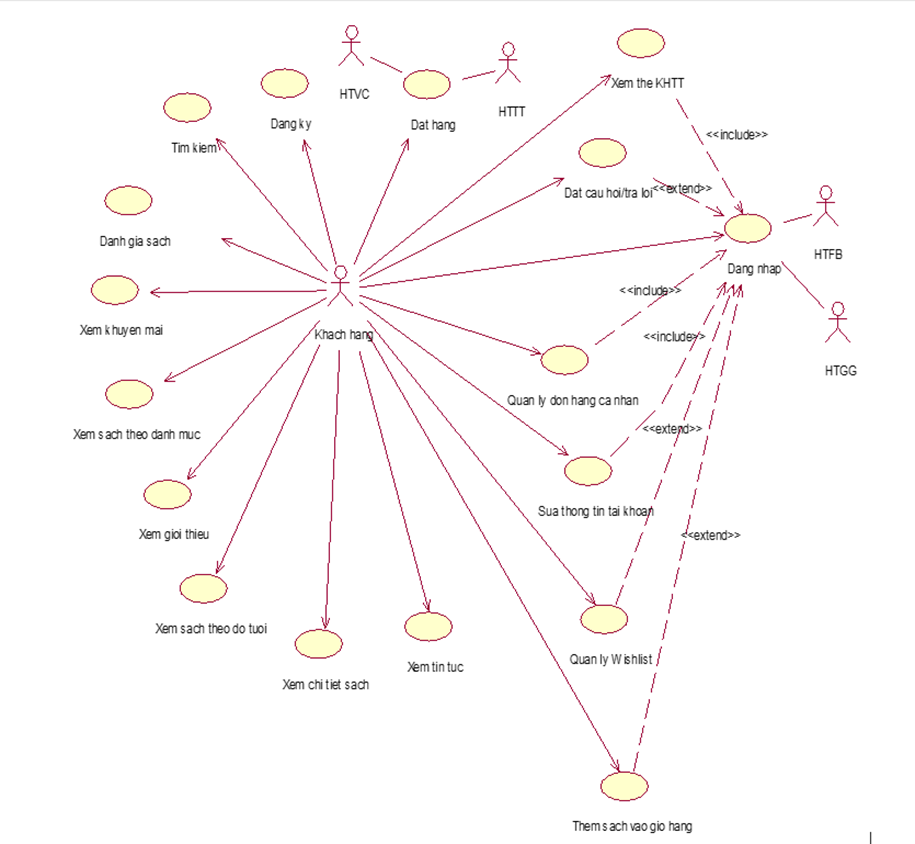 Xem the KHTT
HTVC
HTTT
Dang ky
Dat hang
Tim kiem
<<include>>
Dat cau hoi/tra loi
<<extend>>
Danh gia sach
HTFB
Dang nhap
<<include>>
Xem khuyen mai
Khach hang
<<include>>
HTGG
Quan ly don hang ca nhan
<<extend>>
Xem sach theo danh muc
Sua thong tin tai khoan
Xem gioi thieu
<<extend>>
Xem sach theo do tuoi
Quan ly Wishlist
Xem tin tuc
Xem chi tiet sach
Them sach vao gio hang